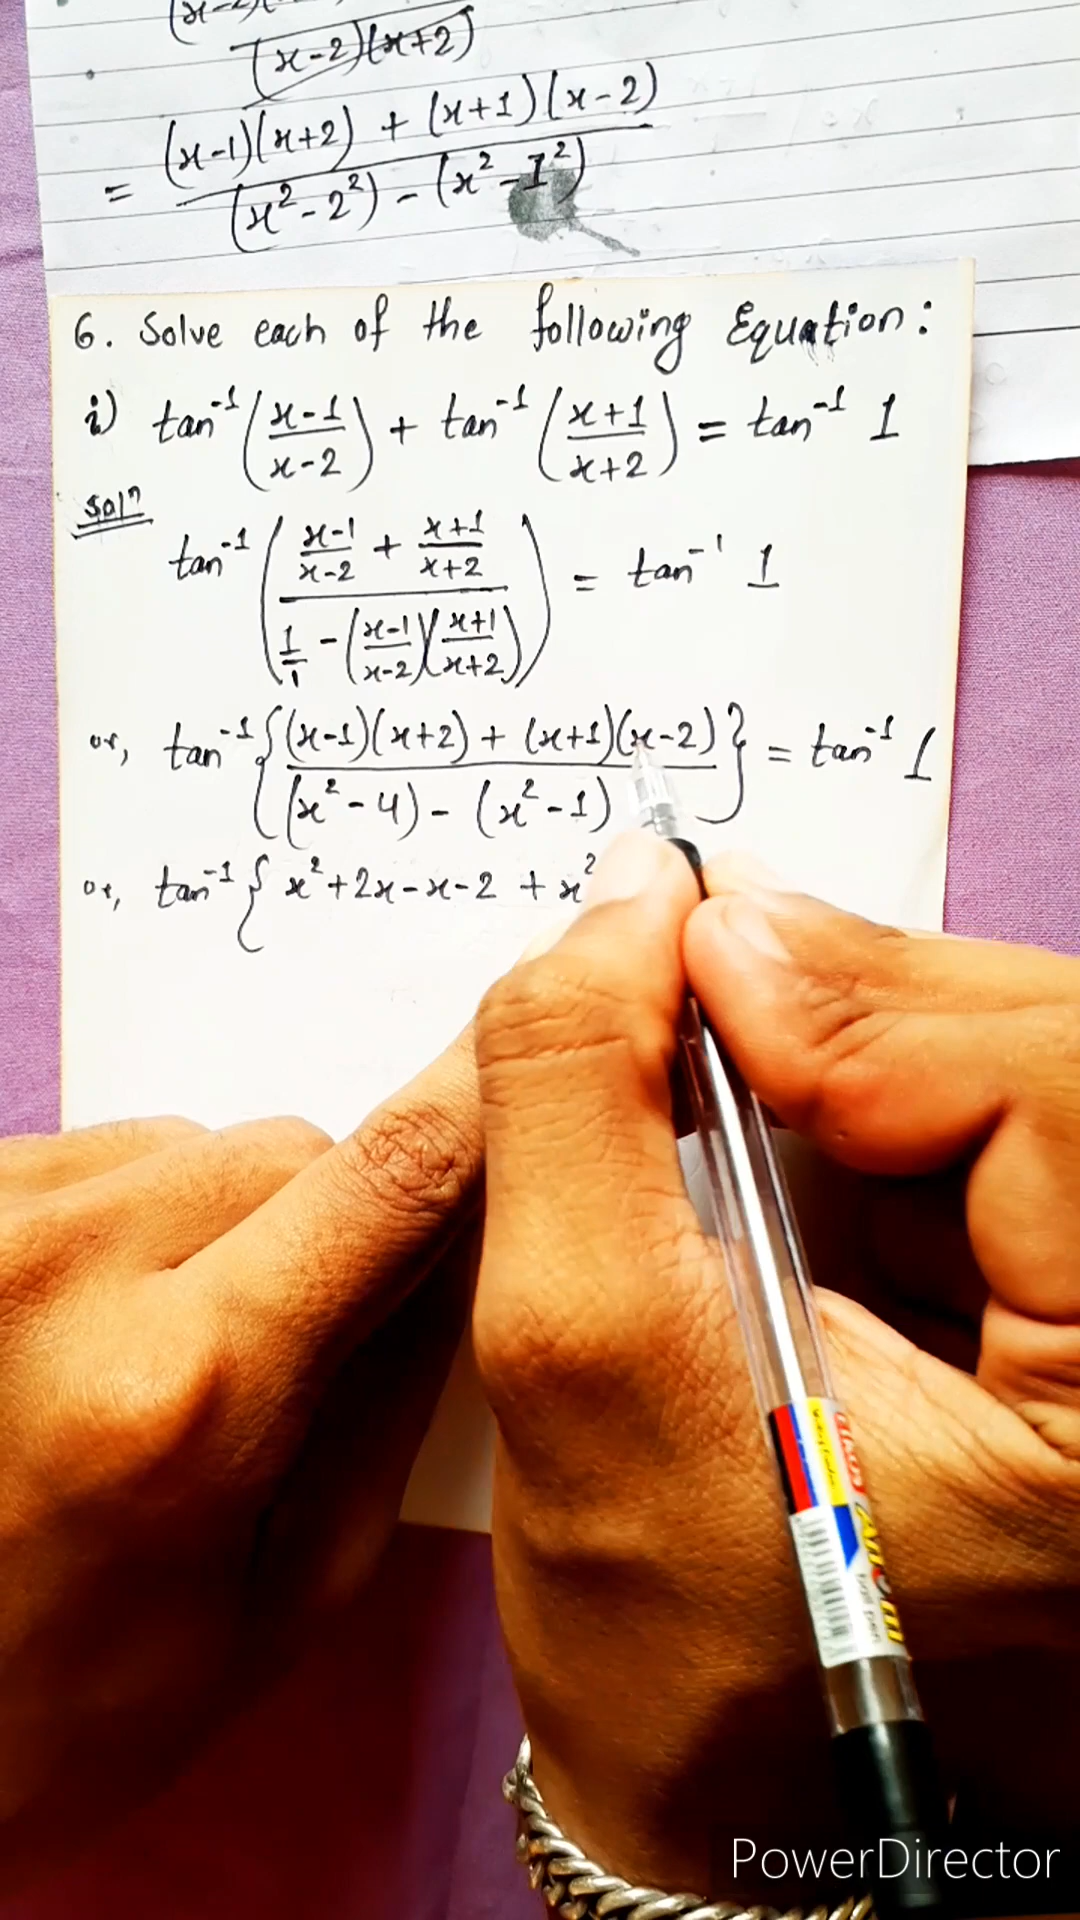 (x-2)(x+2)
= (x-1)(x+2) + (x+1)(x-2)
(x²-2²) - (x²-1²)
6. Solve each of the following Equation:
i) tan⁻¹(x-1/x-2) + tan⁻¹(x+1/x+2) = tan⁻¹ 1
Solⁿ
tan⁻¹(x-1/x-2 + x+1/x+2 / 1/1 - (x-1/x-2)(x+1/x+2)) = tan⁻¹ 1
or, tan⁻¹{(x-1)(x+2) + (x+1)(x-2) / (x²-4) - (x²-1)} = tan⁻¹ 1
or, tan⁻¹{ x²+2x-x-2 + x²
PowerDirector